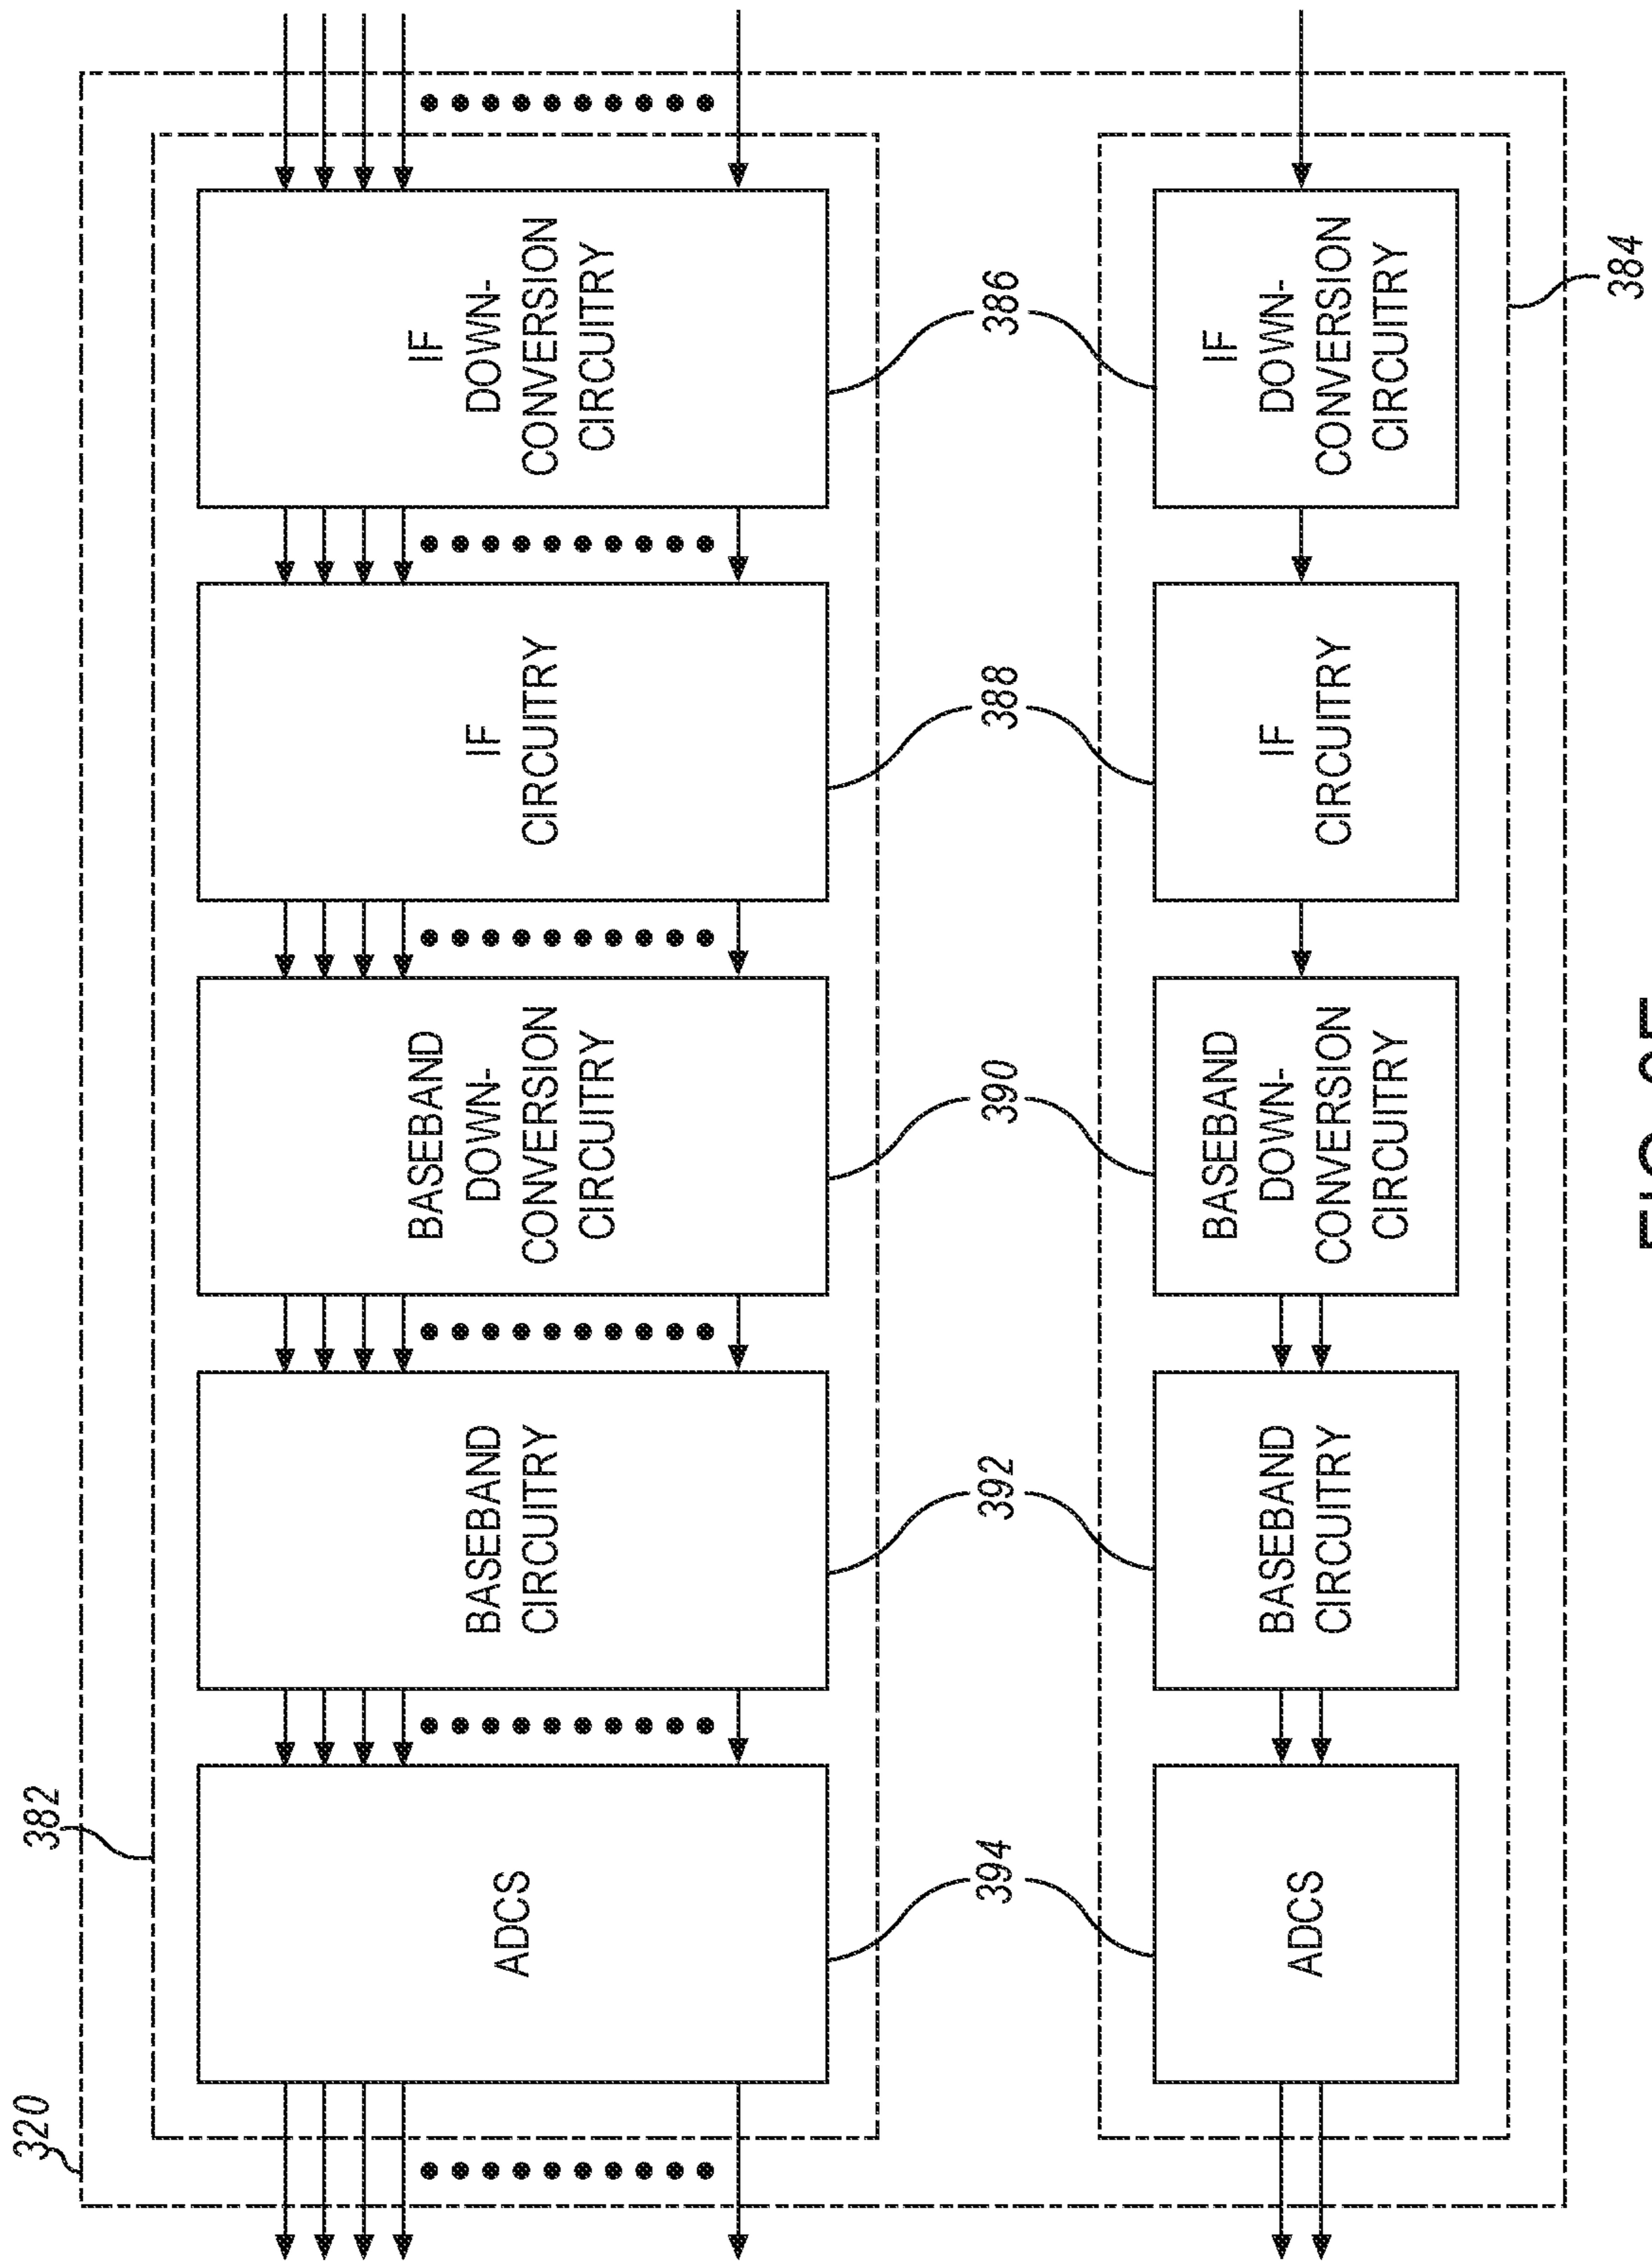 320
382
ADCS
BASEBAND
CIRCUITRY
BASEBAND
DOWN-
CONVERSION
CIRCUITRY
IF
CIRCUITRY
IF
DOWN-
CONVERSION
CIRCUITRY
394
392
390
388
386
ADCS
BASEBAND
CIRCUITRY
BASEBAND
DOWN-
CONVERSION
CIRCUITRY
IF
CIRCUITRY
IF
DOWN-
CONVERSION
CIRCUITRY
384
FIG